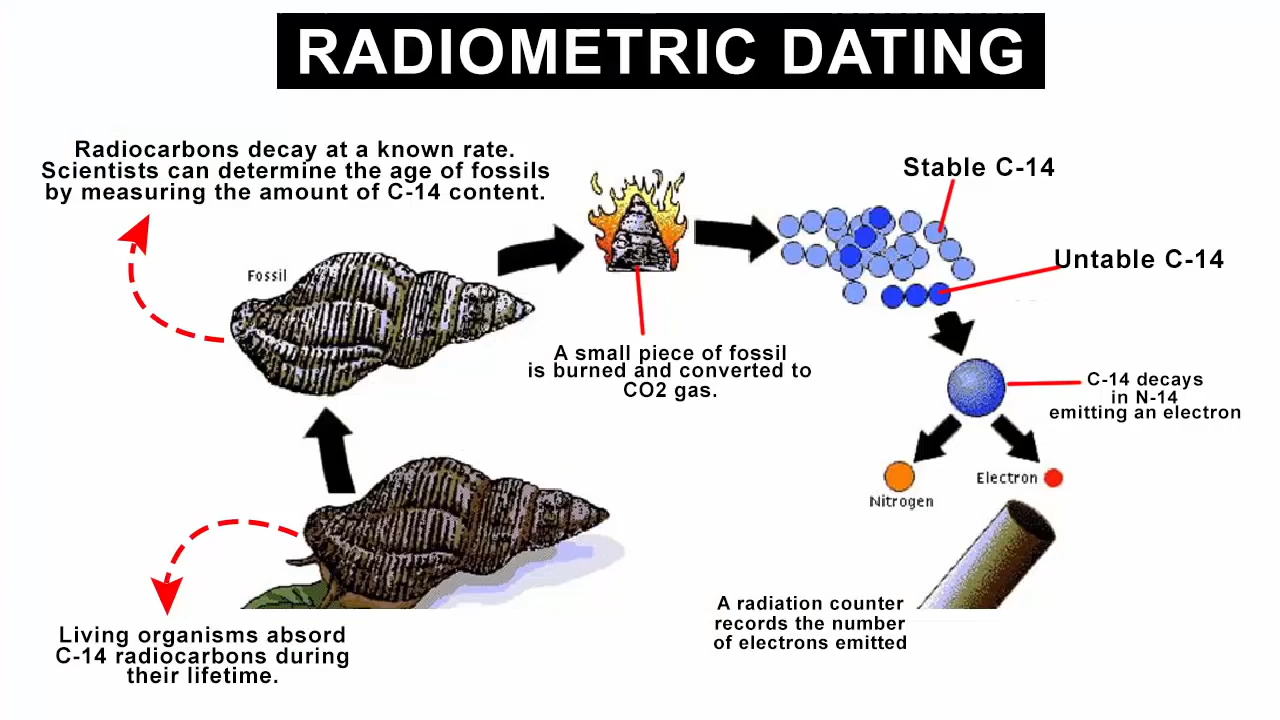 RADIOMETRIC DATING
Radiocarbons decay at a known rate.
Scientists can determine the age of fossils
by measuring the amount of C-14 content.
Fossil
A small piece of fossil
is burned and converted to
CO2 gas.
Stable C-14
Untable C-14
C-14 decays
in N-14
emitting an electron
Nitrogen
Electron
A radiation counter
records the number
of electrons emitted
Living organisms absord
C-14 radiocarbons during
their lifetime.